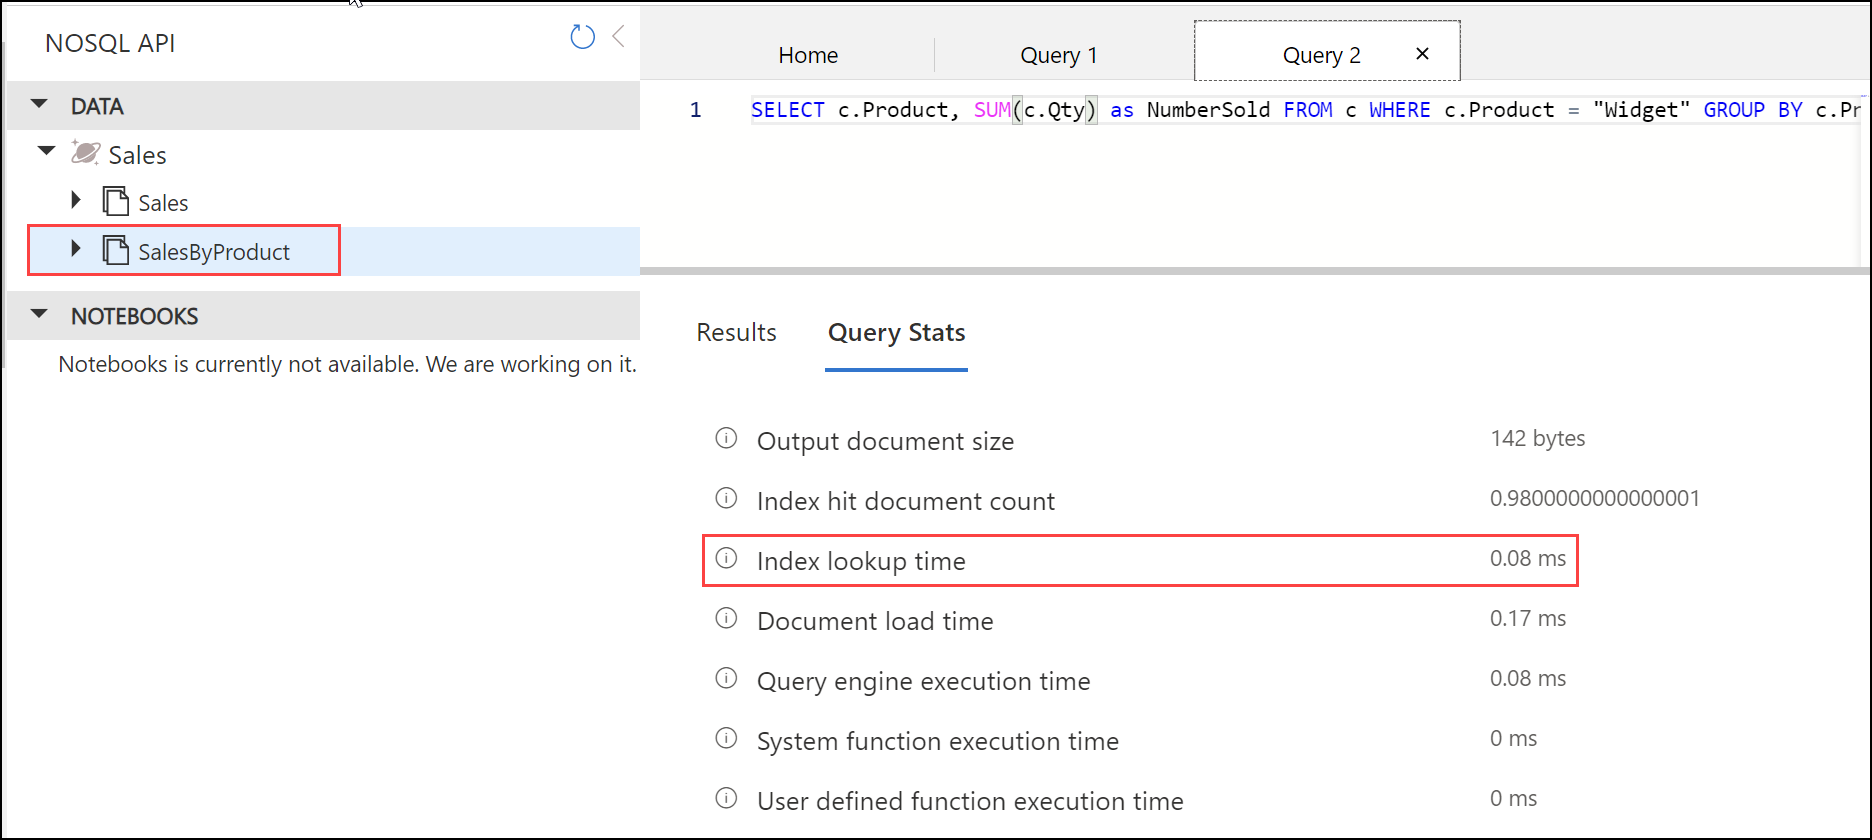 NOSQL API
DATA
Sales
Sales
SalesByProduct
NOTEBOOKS
Notebooks is currently not available. We are working on it.
Home
Query 1
Query 2 ×
1 SELECT c.Product, SUM(c.Qty) as NumberSold FROM c WHERE c.Product = "Widget" GROUP BY c.Pr
Results
Query Stats
Output document size 142 bytes
Index hit document count 0.9800000000000001
Index lookup time 0.08 ms
Document load time 0.17 ms
Query engine execution time 0.08 ms
System function execution time 0 ms
User defined function execution time 0 ms